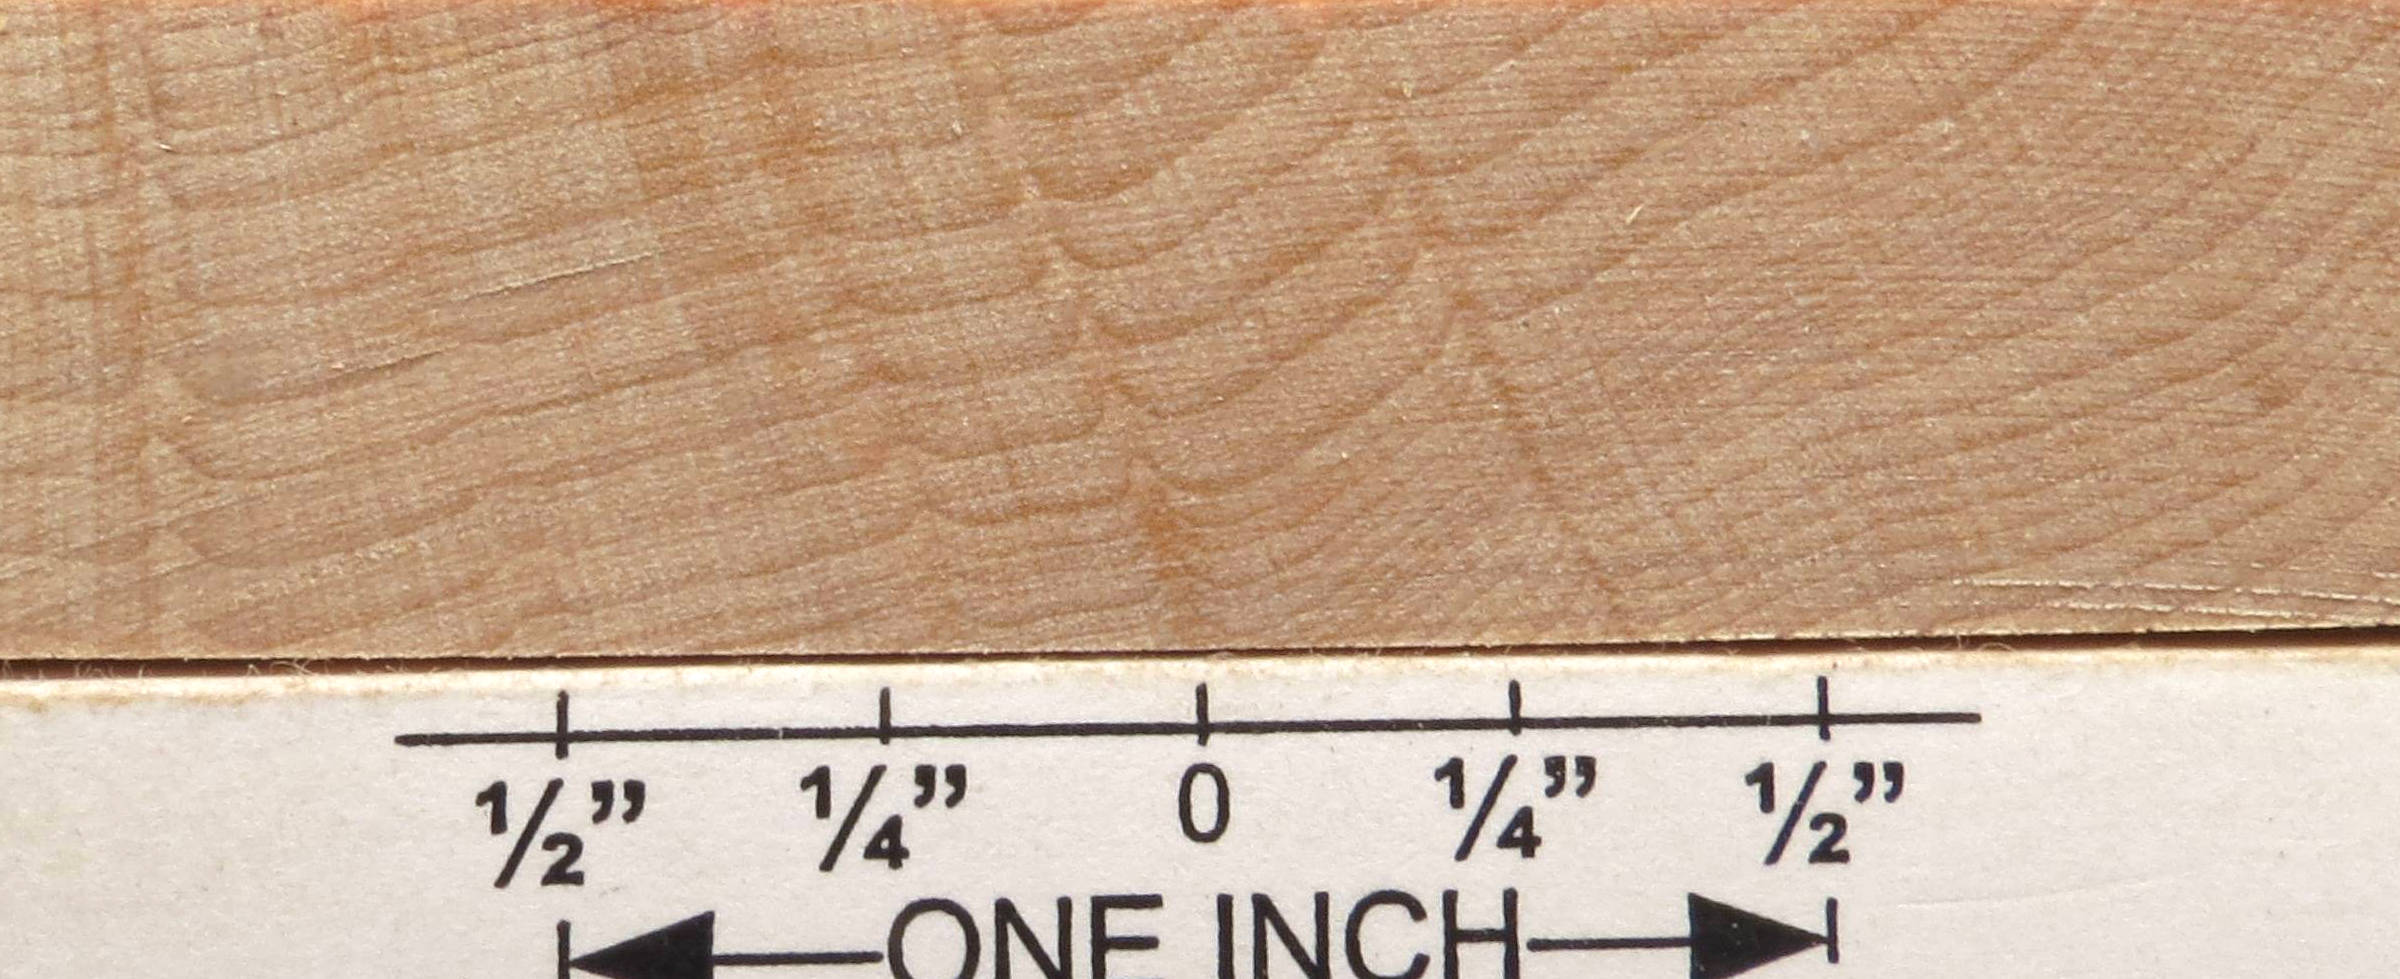 ½” ¼” 0 ¼” ½”
ONE INCH